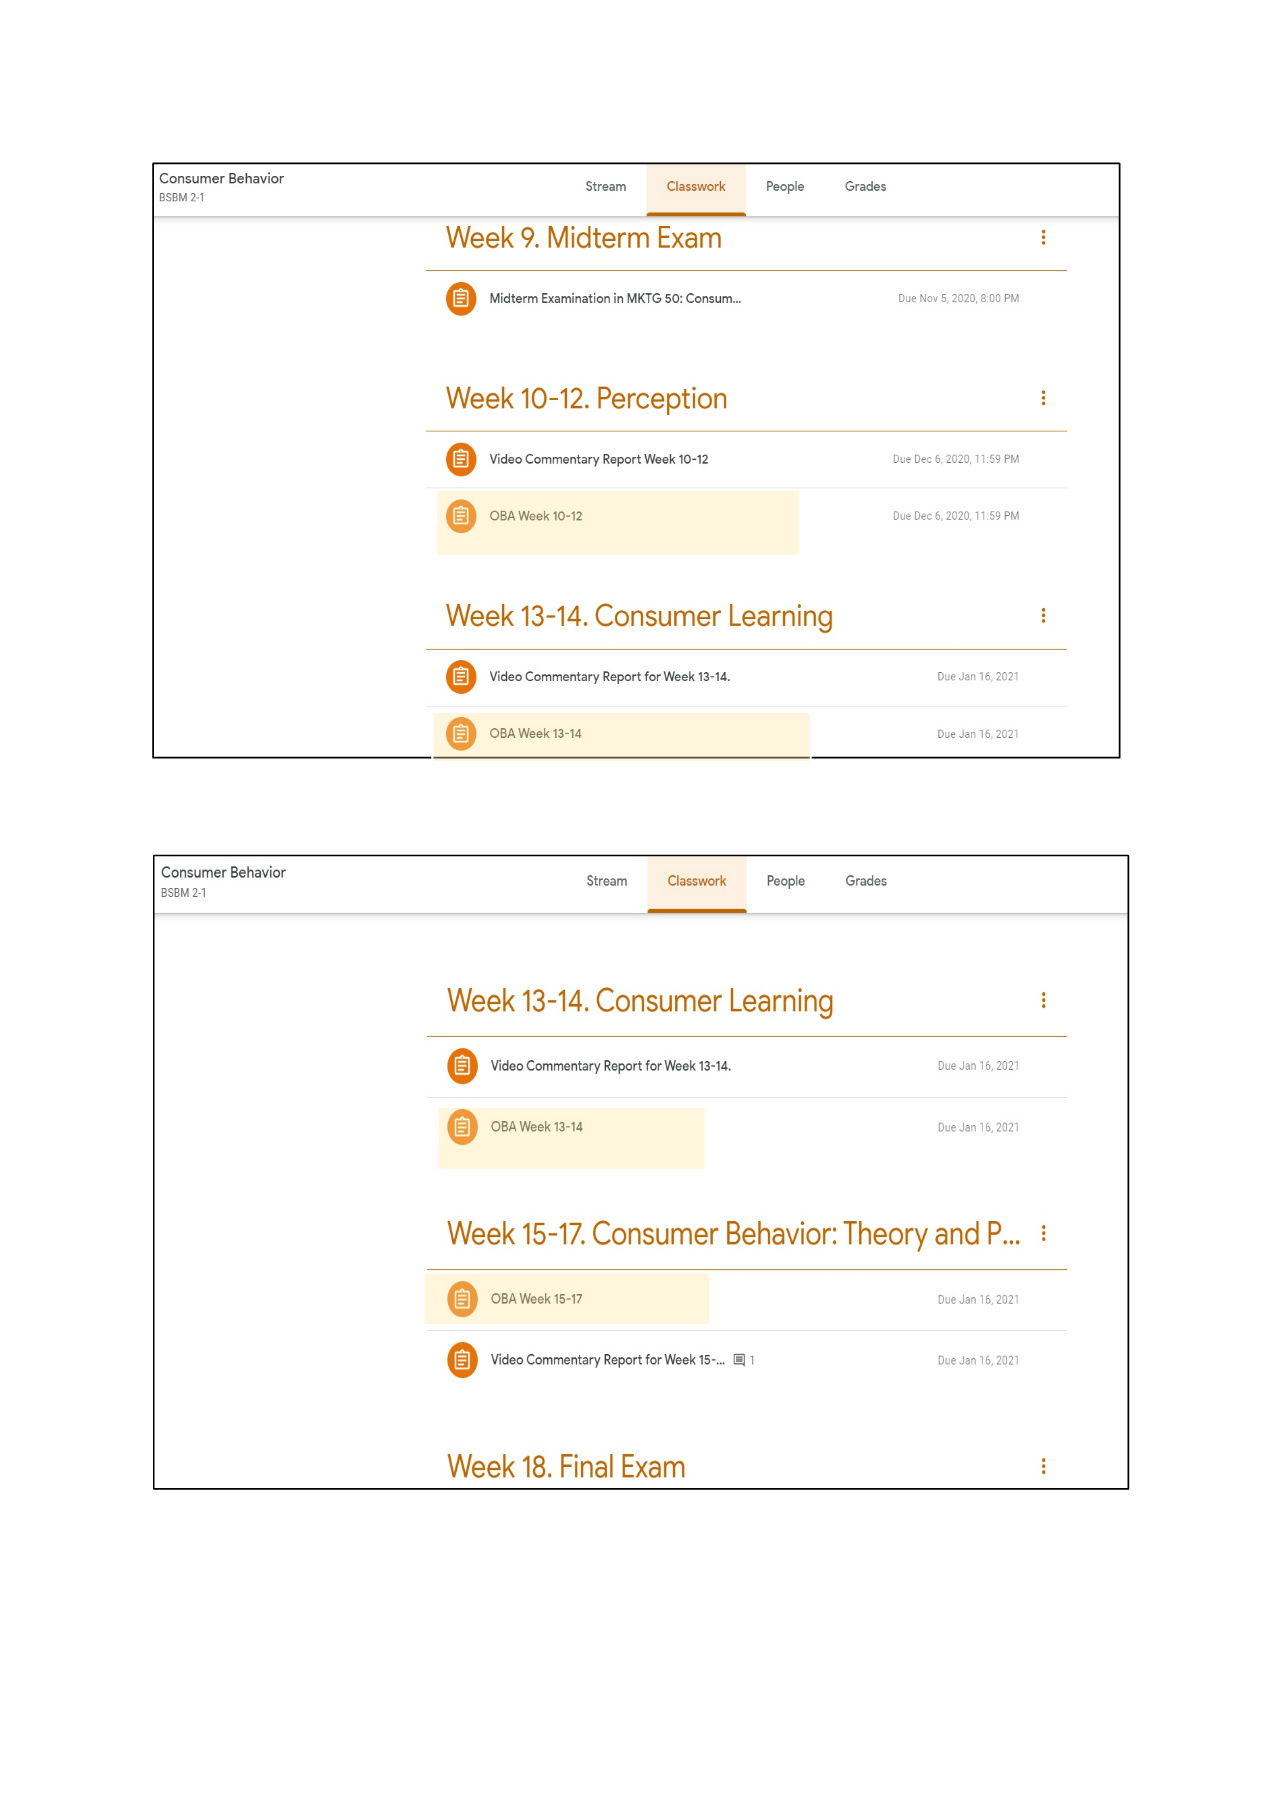 Consumer Behavior
BSBM 2-1
Stream Classwork People Grades
Week 9. Midterm Exam
Midterm Examination in MKTG 50: Consum... Due Nov 5, 2020, 8:00 PM
Week 10-12. Perception
Video Commentary Report Week 10-12 Due Dec 6, 2020, 11:59 PM
OBA Week 10-12 Due Dec 6, 2020, 11:59 PM
Week 13-14. Consumer Learning
Video Commentary Report for Week 13-14. Due Jan 16, 2021
OBA Week 13-14 Due Jan 16, 2021
Consumer Behavior
BSBM 2-1
Stream Classwork People Grades
Week 13-14. Consumer Learning
Video Commentary Report for Week 13-14. Due Jan 16, 2021
OBA Week 13-14 Due Jan 16, 2021
Week 15-17. Consumer Behavior: Theory and P...
OBA Week 15-17 Due Jan 16, 2021
Video Commentary Report for Week 15-... 1 Due Jan 16, 2021
Week 18. Final Exam